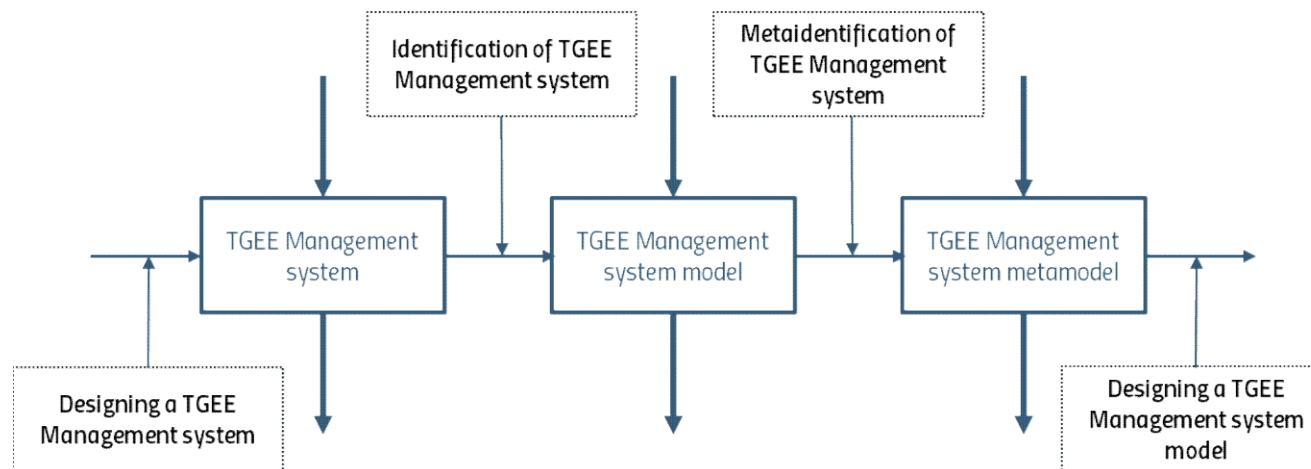 Identification of TGEE
Management system
Metaidentification of
TGEE Management
system
TGEE Management
system
TGEE Management
system model
TGEE Management
system metamodel
Designing a TGEE
Management system
Designing a TGEE
Management system
model